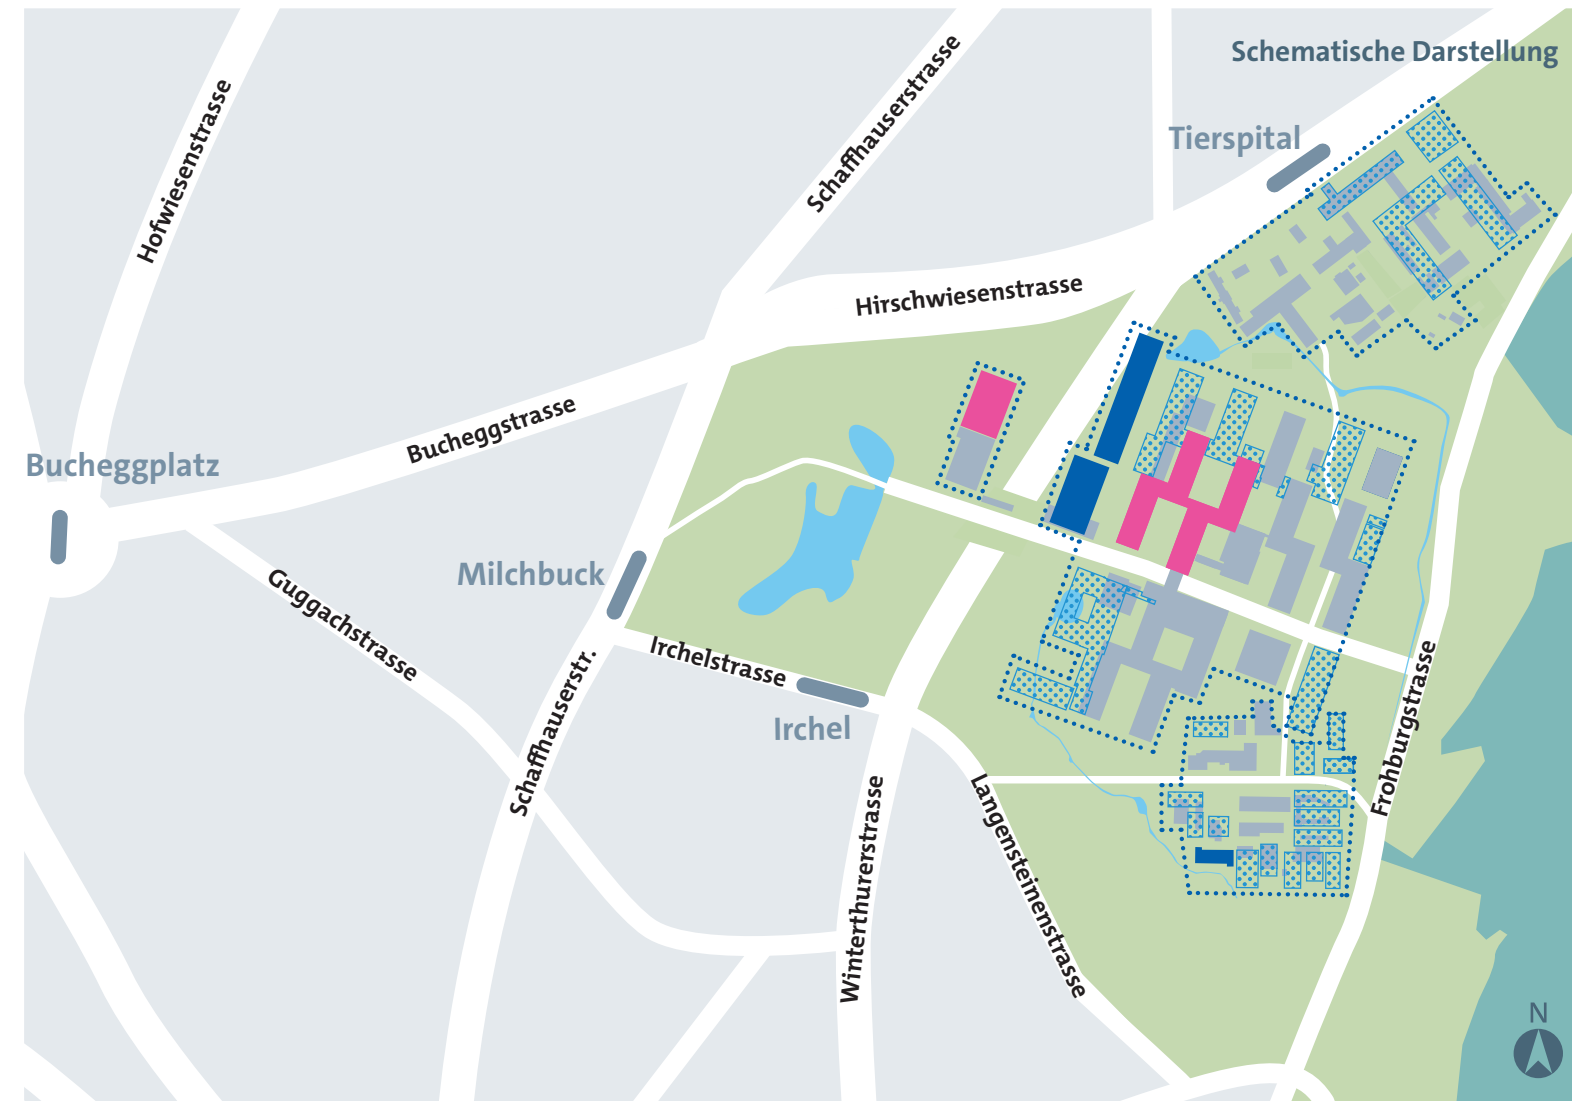 Schematische Darstellung
Schaffhauserstrasse
Hofwiesenstrasse
Tierspital
Hirschwiesenstrasse
Bucheggstrasse
Bucheggplatz
Milchbuck
Guggachstrasse
Irchelstrasse
Schaffhauserstr.
Irchel
Frohburgstrasse
Winterthurerstrasse
Langensteinenstrasse
N